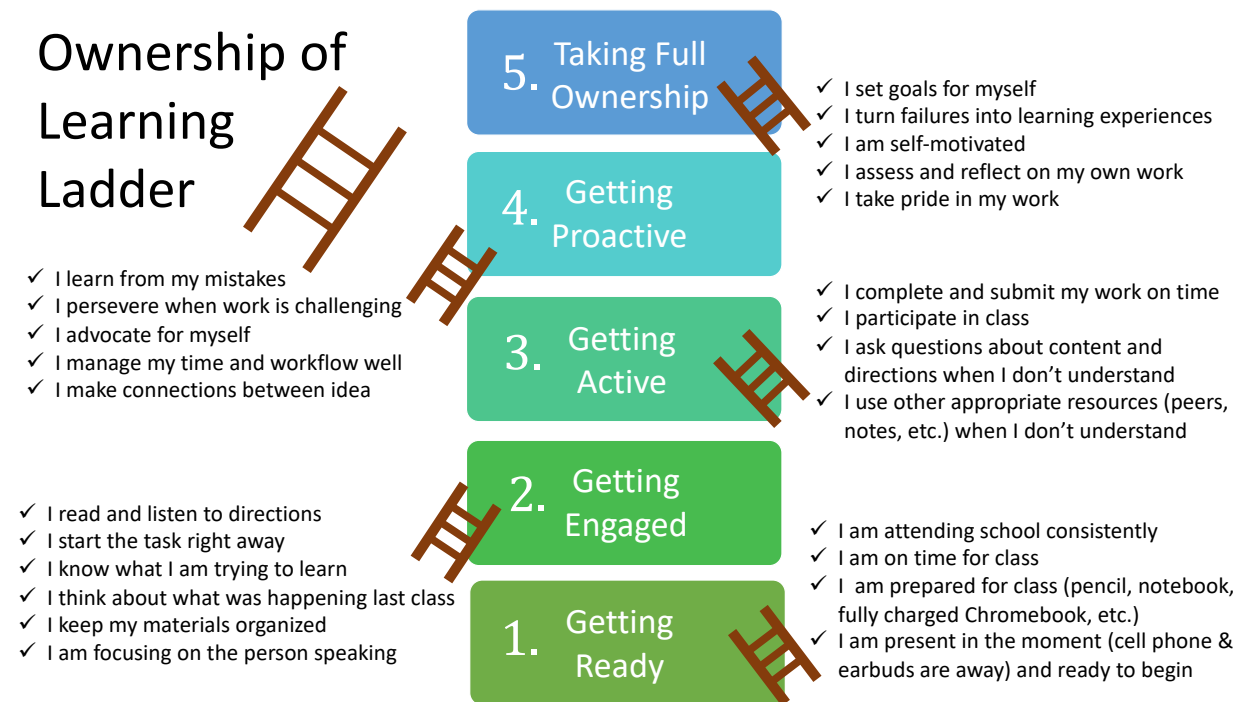 Ownership of
Learning
Ladder
5. Taking Full
Ownership
✓ I set goals for myself
✓ I turn failures into learning experiences
✓ I am self-motivated
✓ I assess and reflect on my own work
✓ I take pride in my work
4. Getting
Proactive
✓ I learn from my mistakes
✓ I persevere when work is challenging
✓ I advocate for myself
✓ I manage my time and workflow well
✓ I make connections between idea
3. Getting
Active
✓ I complete and submit my work on time
✓ I participate in class
✓ I ask questions about content and
directions when I don’t understand
✓ I use other appropriate resources (peers,
notes, etc.) when I don’t understand
2. Getting
Engaged
✓ I read and listen to directions
✓ I start the task right away
✓ I know what I am trying to learn
✓ I think about what was happening last class
✓ I keep my materials organized
✓ I am focusing on the person speaking
1. Getting
Ready
✓ I am attending school consistently
✓ I am on time for class
✓ I am prepared for class (pencil, notebook,
fully charged Chromebook, etc.)
✓ I am present in the moment (cell phone &
earbuds are away) and ready to begin